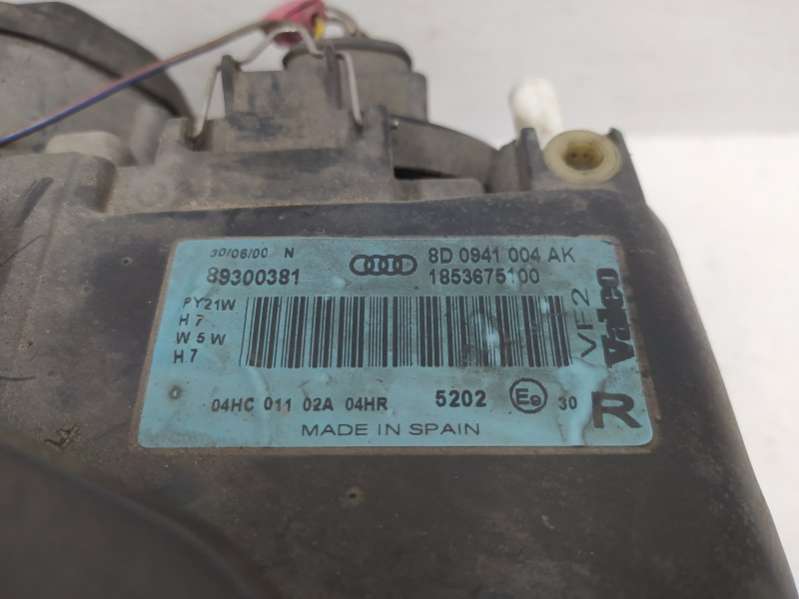 30/06/00 N
89300381
8D 0941 004 AK
1853675100
PY21W
H7
W5W
H7
VF2
Valeo
04HC 011 02A 04HR 5202 E9 30 R
MADE IN SPAIN